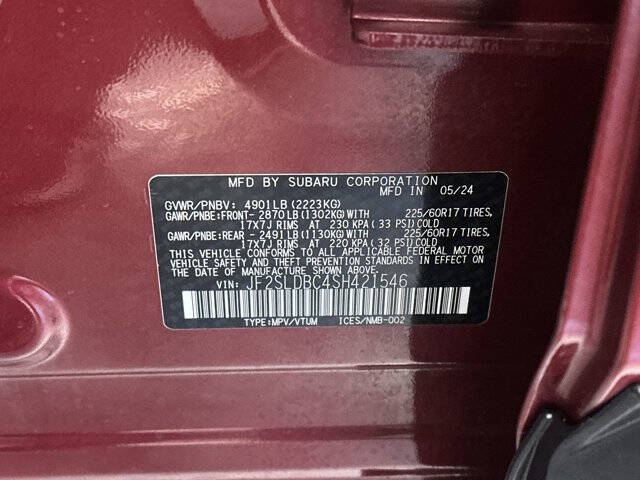 MFD BY SUBARU CORPORATION
MFD IN 05/24
GVWR/PNBV: 4901LB(2223KG)
GAWR/PNBE:FRONT- 2870LB(1302KG)WITH 225/60R17 TIRES,
17X7J RIMS AT 230 KPA (33 PSI)COLD
GAWR/PNBE:REAR - 2491LB(1130KG)WITH 225/60R17 TIRES,
17X7J RIMS AT 220 KPA (32 PSI)COLD
THIS VEHICLE CONFORMS TO ALL APPLICABLE FEDERAL MOTOR
VEHICLE SAFETY, BUMPER, AND THEFT PREVENTION STANDARDS
IN EFFECT ON THE DATE OF MANUFACTURE SHOWN ABOVE.
VIN: JF2SLDBC4SH421546
TYPE:MPV/VTUM ICES/NMB-002